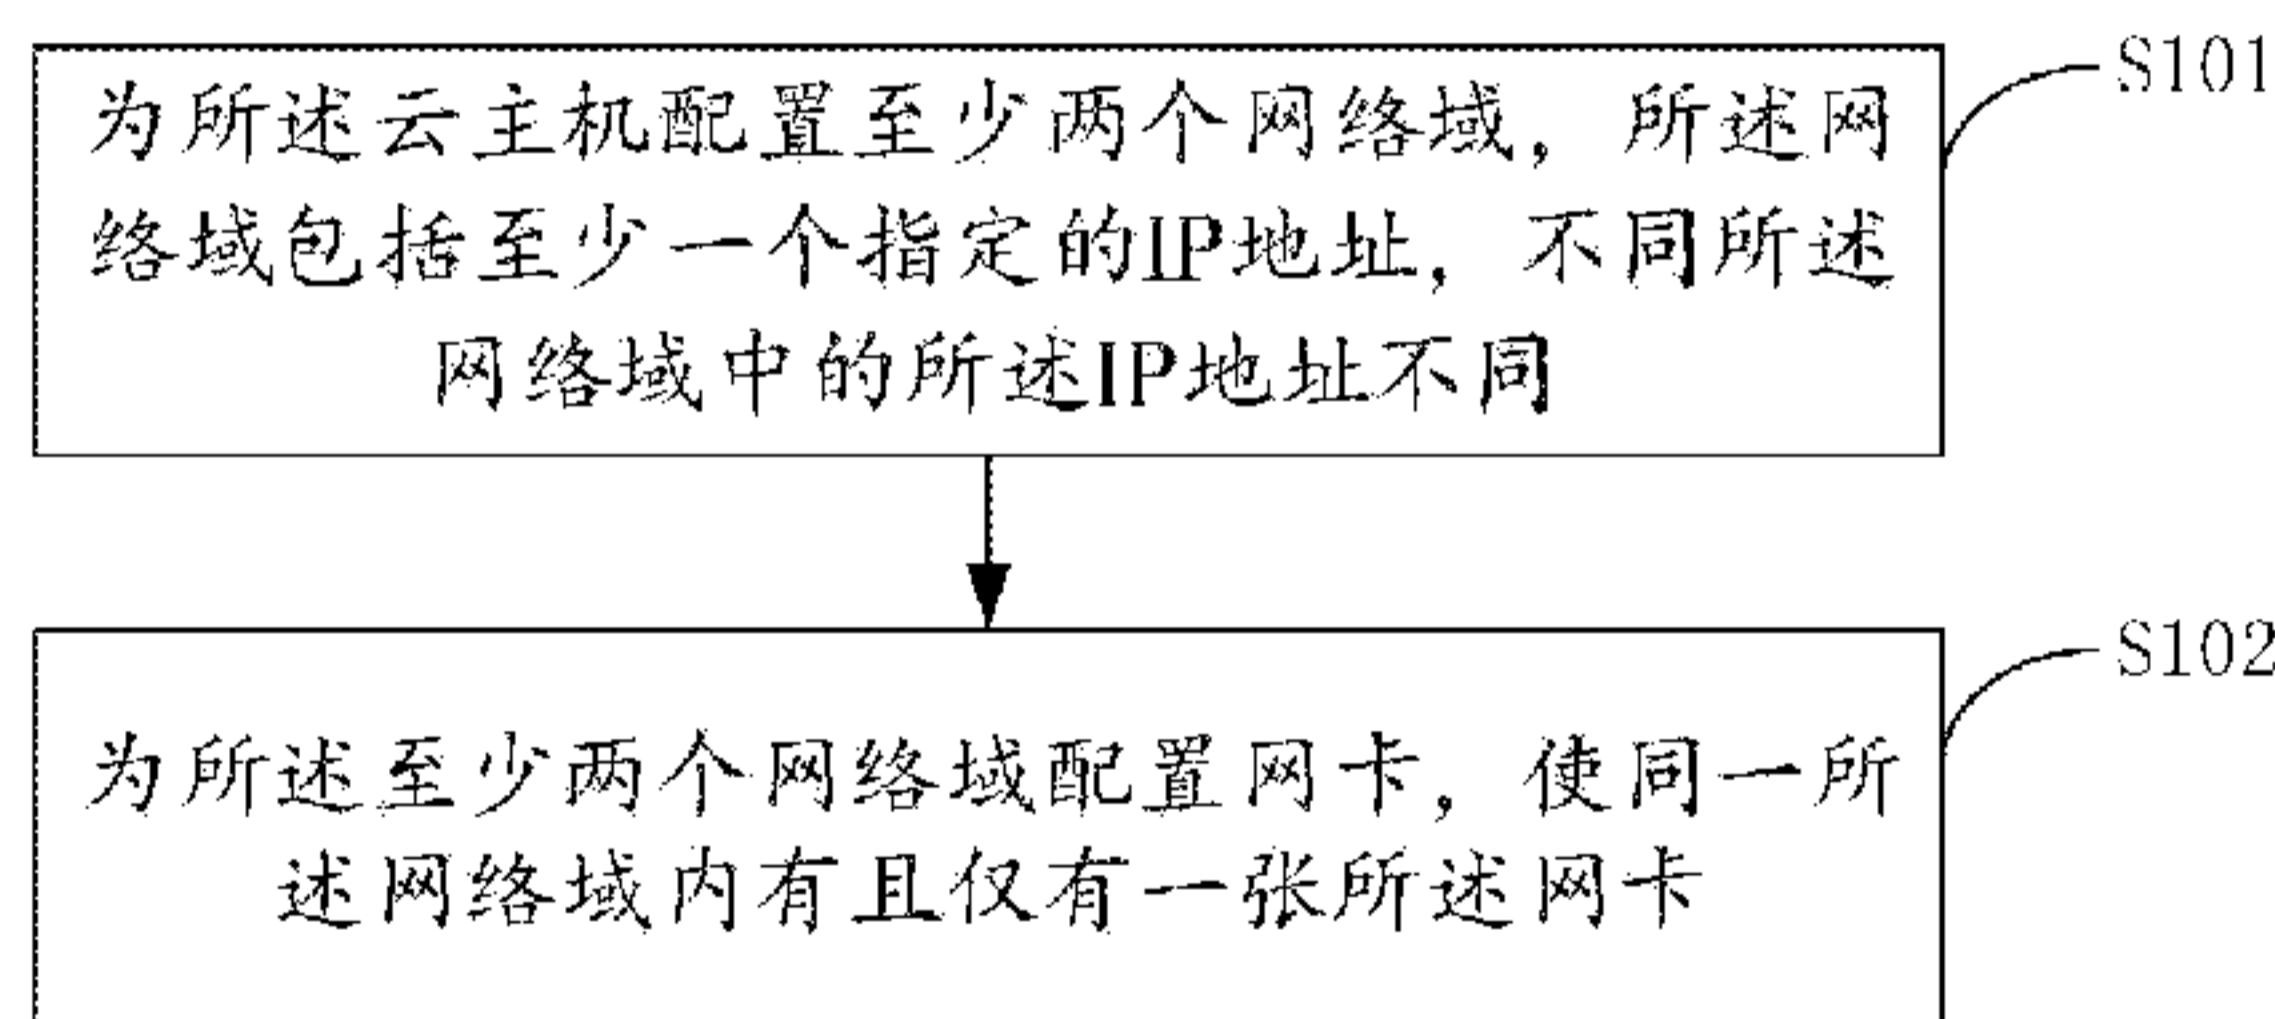 为所述云主机配置至少两个网络域，所述网
络域包括至少一个指定的IP地址，不同所述
网络域中的所述IP地址不同
S101
为所述至少两个网络域配置网卡，使同一所
述网络域内有且仅有一张所述网卡
S102